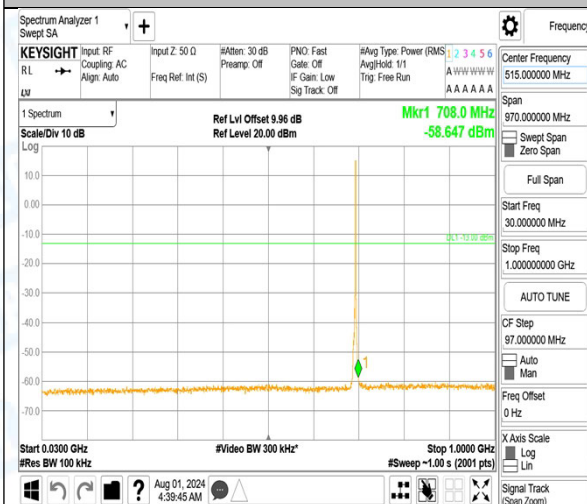 Spectrum Analyzer 1
Swept SA
Frequency
KEYSIGHT
RL
Input: RF
Coupling: AC
Align: Auto
Input Z: 50 Ω
Freq Ref: Int (S)
#Atten: 30 dB
Preamp: Off
PNO: Fast
Gate: Off
IF Gain: Low
Sig Track: Off
#Avg Type: Power (RMS
Avg|Hold: 1/1
Trig: Free Run
1 2 3 4 5 6
A W W W W W
A A A A A A
LXI
1 Spectrum
Scale/Div 10 dB
Log
Ref Lvl Offset 9.96 dB
Ref Level 20.00 dBm
Mkr1 708.0 MHz
-58.647 dBm
10.0
0.00
-10.0
DL1 -13.00 dBm
-20.0
-30.0
-40.0
-50.0
1
-60.0
-70.0
Start 0.0300 GHz
#Res BW 100 kHz
#Video BW 300 kHz*
Stop 1.0000 GHz
#Sweep ~1.00 s (2001 pts)
Aug 01, 2024
4:39:45 AM
?
Center Frequency
515.000000 MHz
Span
970.000000 MHz
Swept Span
Zero Span
Full Span
Start Freq
30.000000 MHz
Stop Freq
1.000000000 GHz
AUTO TUNE
CF Step
97.000000 MHz
Auto
Man
Freq Offset
0 Hz
X Axis Scale
Log
Lin
Signal Track
(Span Zoom)